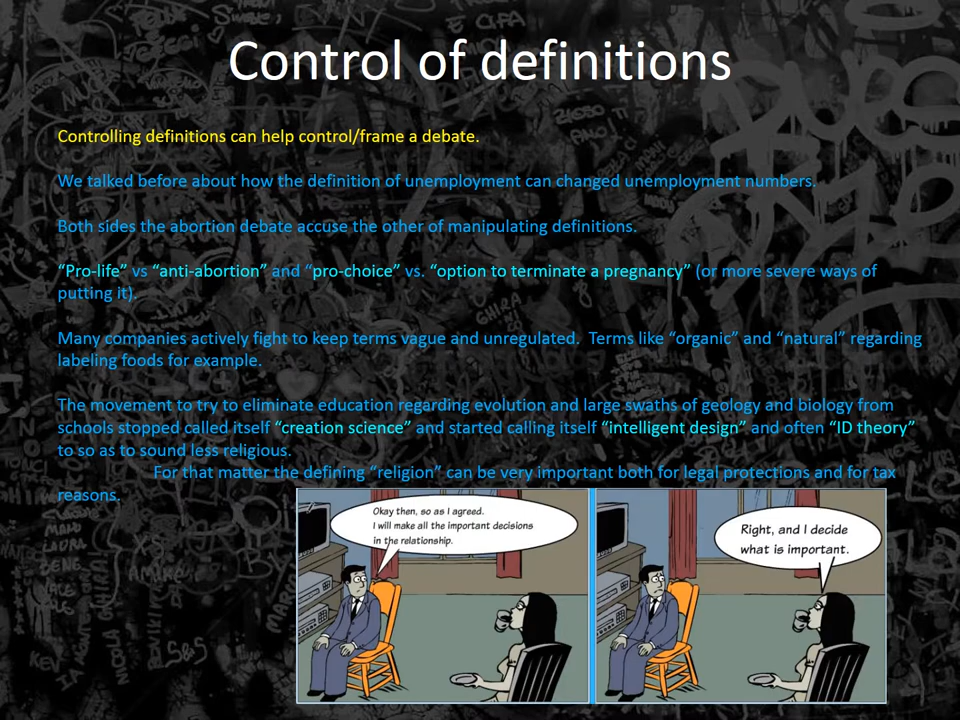 Control of definitions
Controlling definitions can help control/frame a debate.
We talked before about how the definition of unemployment can changed unemployment numbers.
Both sides the abortion debate accuse the other of manipulating definitions.
“Pro-life” vs “anti-abortion” and “pro-choice” vs. “option to terminate a pregnancy” (or more severe ways of
putting it).
Many companies actively fight to keep terms vague and unregulated. Terms like “organic” and “natural” regarding
labeling foods for example.
The movement to try to eliminate education regarding evolution and large swaths of geology and biology from
schools stopped called itself “creation science” and started calling itself “intelligent design” and often “ID theory”
to so as to sound less religious.
For that matter the defining “religion” can be very important both for legal protections and for tax
reasons.
Okay then, so as I agreed.
I will make all the important decisions
in the relationship.
Right, and I decide
what is important.